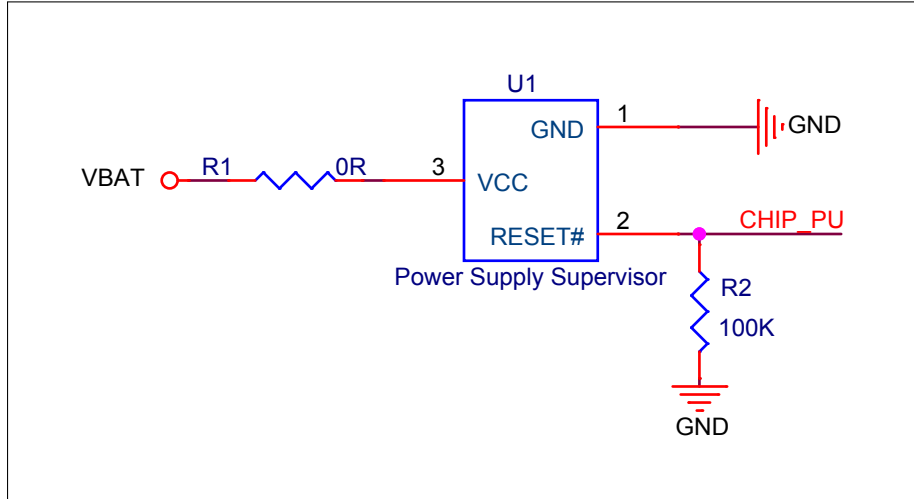 U1
GND
1
GND
VBAT
R1
0R
3
VCC
RESET#
2
CHIP_PU
Power Supply Supervisor
R2
100K
GND